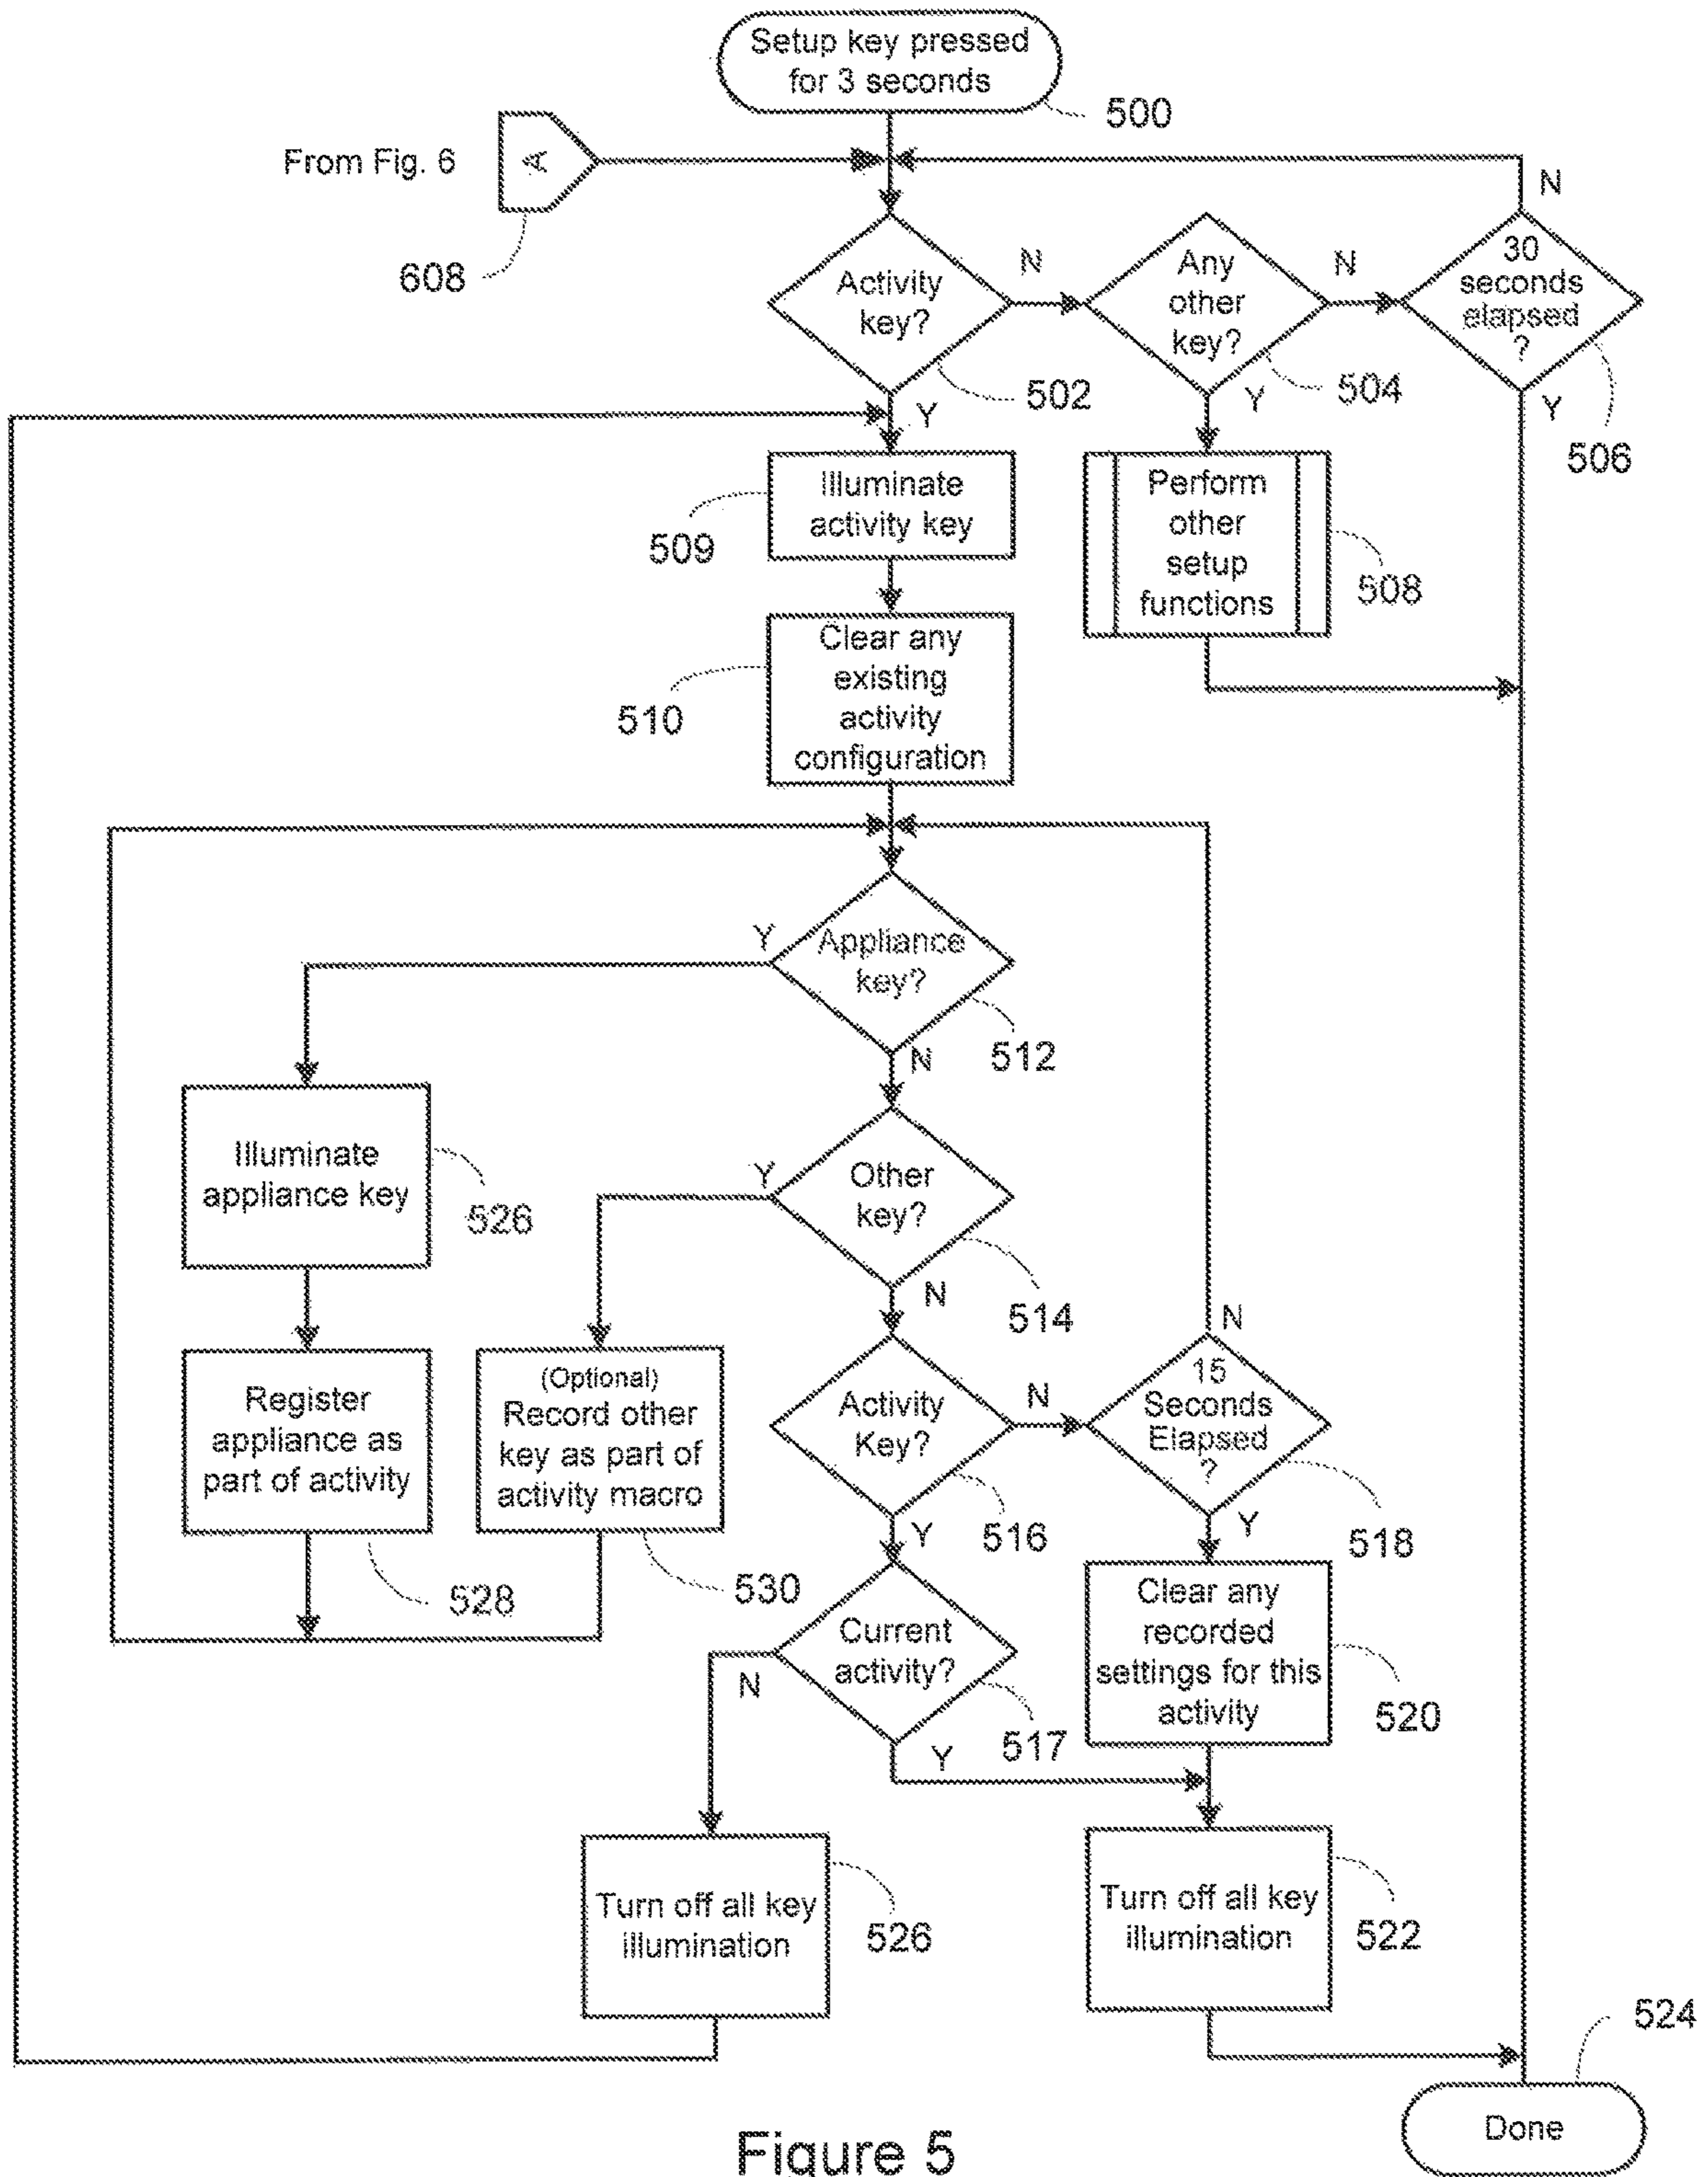 Setup key pressed
for 3 seconds
500
From Fig. 6
A
608
N
Activity
key?
N
502
Y
Any
other
key?
N
504
Y
30
seconds
elapsed
?
506
Y
Illuminate
activity key
509
Perform
other
setup
functions
508
Clear any
existing
activity
configuration
510
Y
Appliance
key?
512
N
Illuminate
appliance key
526
Y
Other
key?
514
N
Register
appliance as
part of activity
528
(Optional)
Record other
key as part of
activity macro
530
Activity
Key?
N
516
Y
N
15
Seconds
Elapsed
?
518
Y
Current
activity?
N
517
Y
Clear any
recorded
settings for this
activity
520
Turn off all key
illumination
526
Turn off all key
illumination
522
524
Done
Figure 5